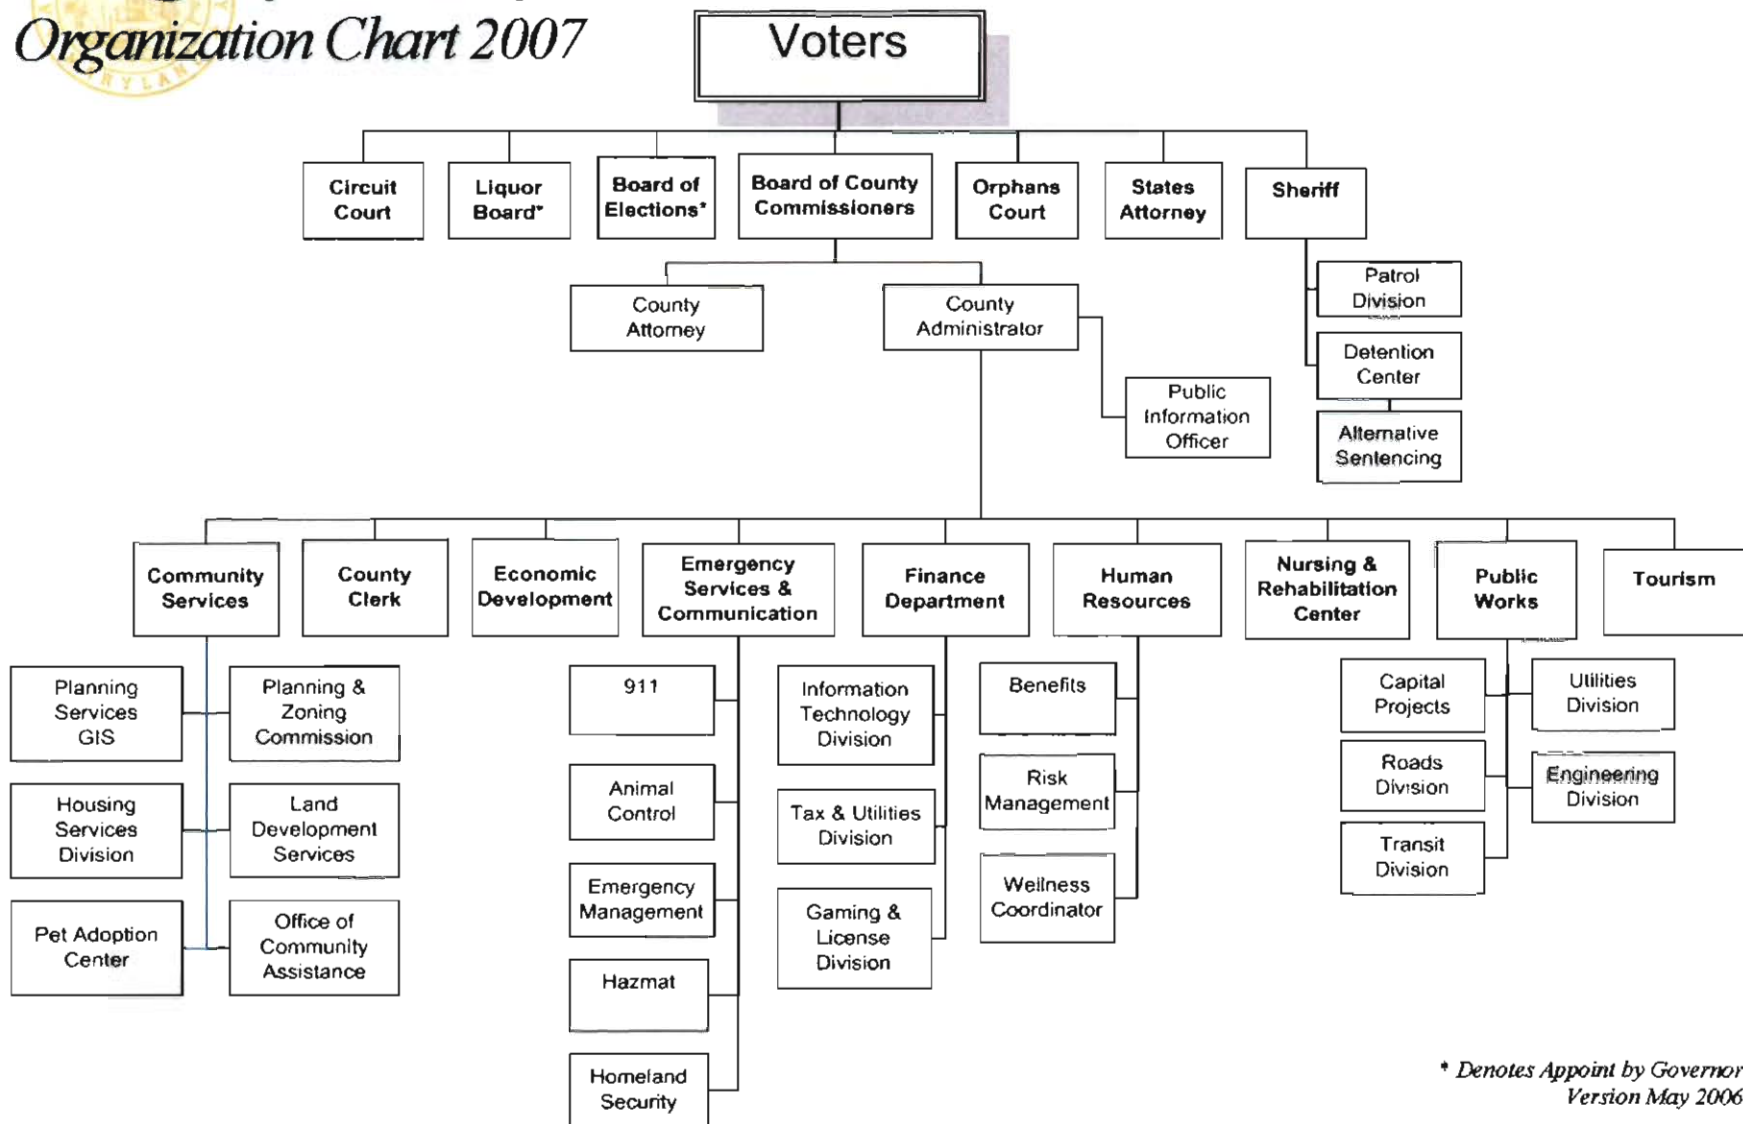 Organization Chart 2007
Voters
Circuit
Court
Liquor
Board*
Board of
Elections*
Board of County
Commissioners
Orphans
Court
States
Attorney
Sheriff
Patrol
Division
Detention
Center
Alternative
Sentencing
County
Attorney
County
Administrator
Public
Information
Officer
Community
Services
County
Clerk
Economic
Development
Emergency
Services &
Communication
Finance
Department
Human
Resources
Nursing &
Rehabilitation
Center
Public
Works
Tourism
Planning
Services
GIS
Planning &
Zoning
Commission
Housing
Services
Division
Land
Development
Services
Pet Adoption
Center
Office of
Community
Assistance
911
Animal
Control
Emergency
Management
Hazmat
Homeland
Security
Information
Technology
Division
Tax & Utilities
Division
Gaming &
License
Division
Benefits
Risk
Management
Wellness
Coordinator
Capital
Projects
Utilities
Division
Roads
Division
Engineering
Division
Transit
Division
* Denotes Appoint by Governor
Version May 2006